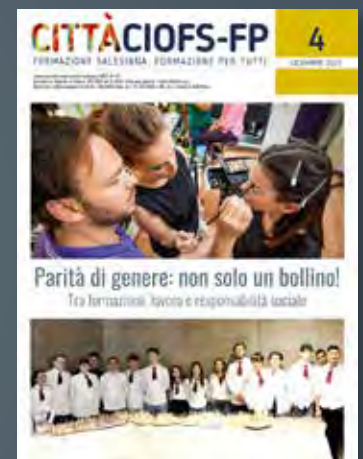 CITTÀCIOFS-FP
FORMAZIONE SALESIANA: FORMAZIONE PER TUTTI
4
DICEMBRE
Parità di genere: non solo un bollino!
Tra formazione, lavoro e responsabilità sociale